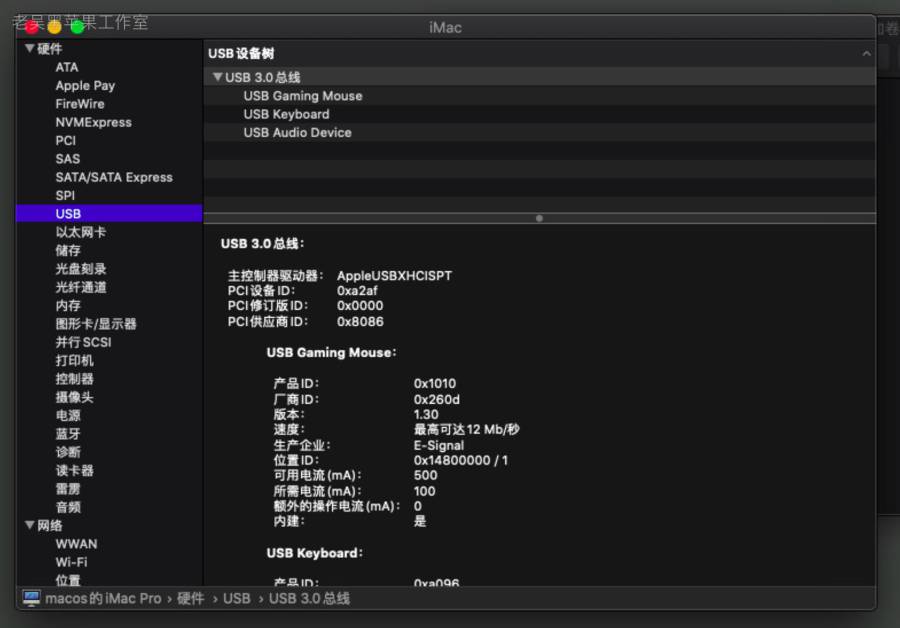 老吴黑苹果工作室
iMac
硬件
ATA
Apple Pay
FireWire
NVMExpress
PCI
SAS
SATA/SATA Express
SPI
USB
以太网卡
储存
光盘刻录
光纤通道
内存
图形卡/显示器
并行 SCSI
打印机
控制器
摄像头
电源
蓝牙
诊断
读卡器
雷雳
音频
网络
WWAN
Wi-Fi
位置
USB 设备树
USB 3.0 总线
USB Gaming Mouse
USB Keyboard
USB Audio Device
USB 3.0 总线：
主控制器驱动器： AppleUSBXHCISPT
PCI 设备 ID： 0xa2af
PCI 修订版 ID： 0x0000
PCI 供应商 ID： 0x8086
USB Gaming Mouse：
产品 ID： 0x1010
厂商 ID： 0x260d
版本： 1.30
速度： 最高可达 12 Mb/秒
生产企业： E-Signal
位置 ID： 0x14800000 / 1
可用电流 (mA)： 500
所需电流 (mA)： 100
额外的操作电流 (mA)： 0
内建： 是
USB Keyboard：
产品 ID： 0xa096
macos的 iMac Pro › 硬件 › USB › USB 3.0 总线